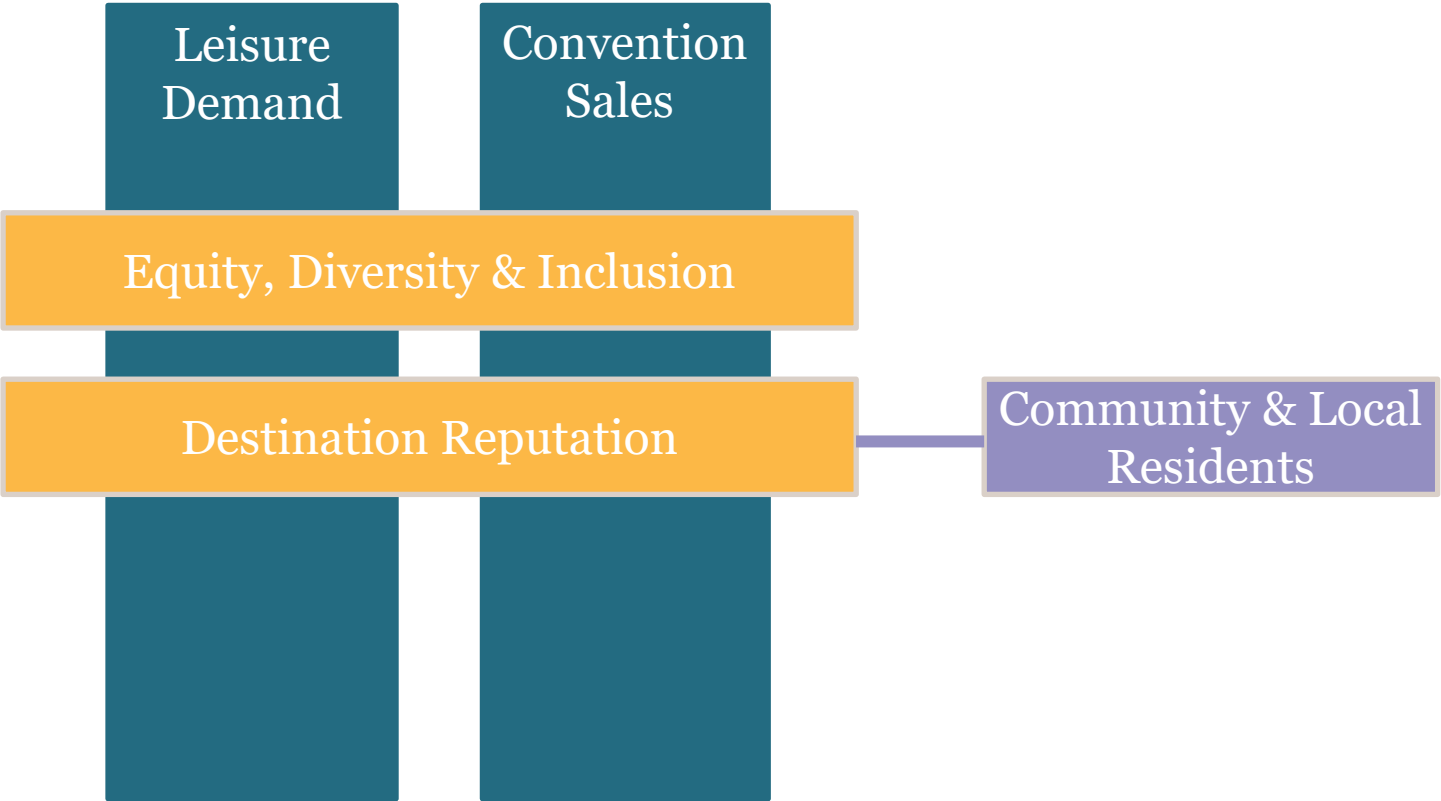 Leisure
Demand
Convention
Sales
Equity, Diversity & Inclusion
Destination Reputation
Community & Local
Residents